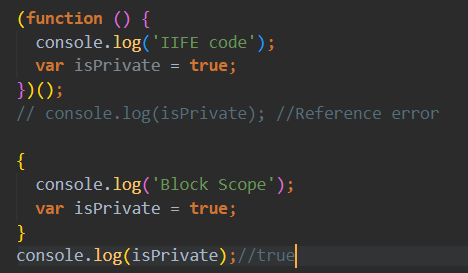 (function () {
  console.log('IIFE code');
  var isPrivate = true;
})();
// console.log(isPrivate); //Reference error

{
  console.log('Block Scope');
  var isPrivate = true;
}
console.log(isPrivate);//true